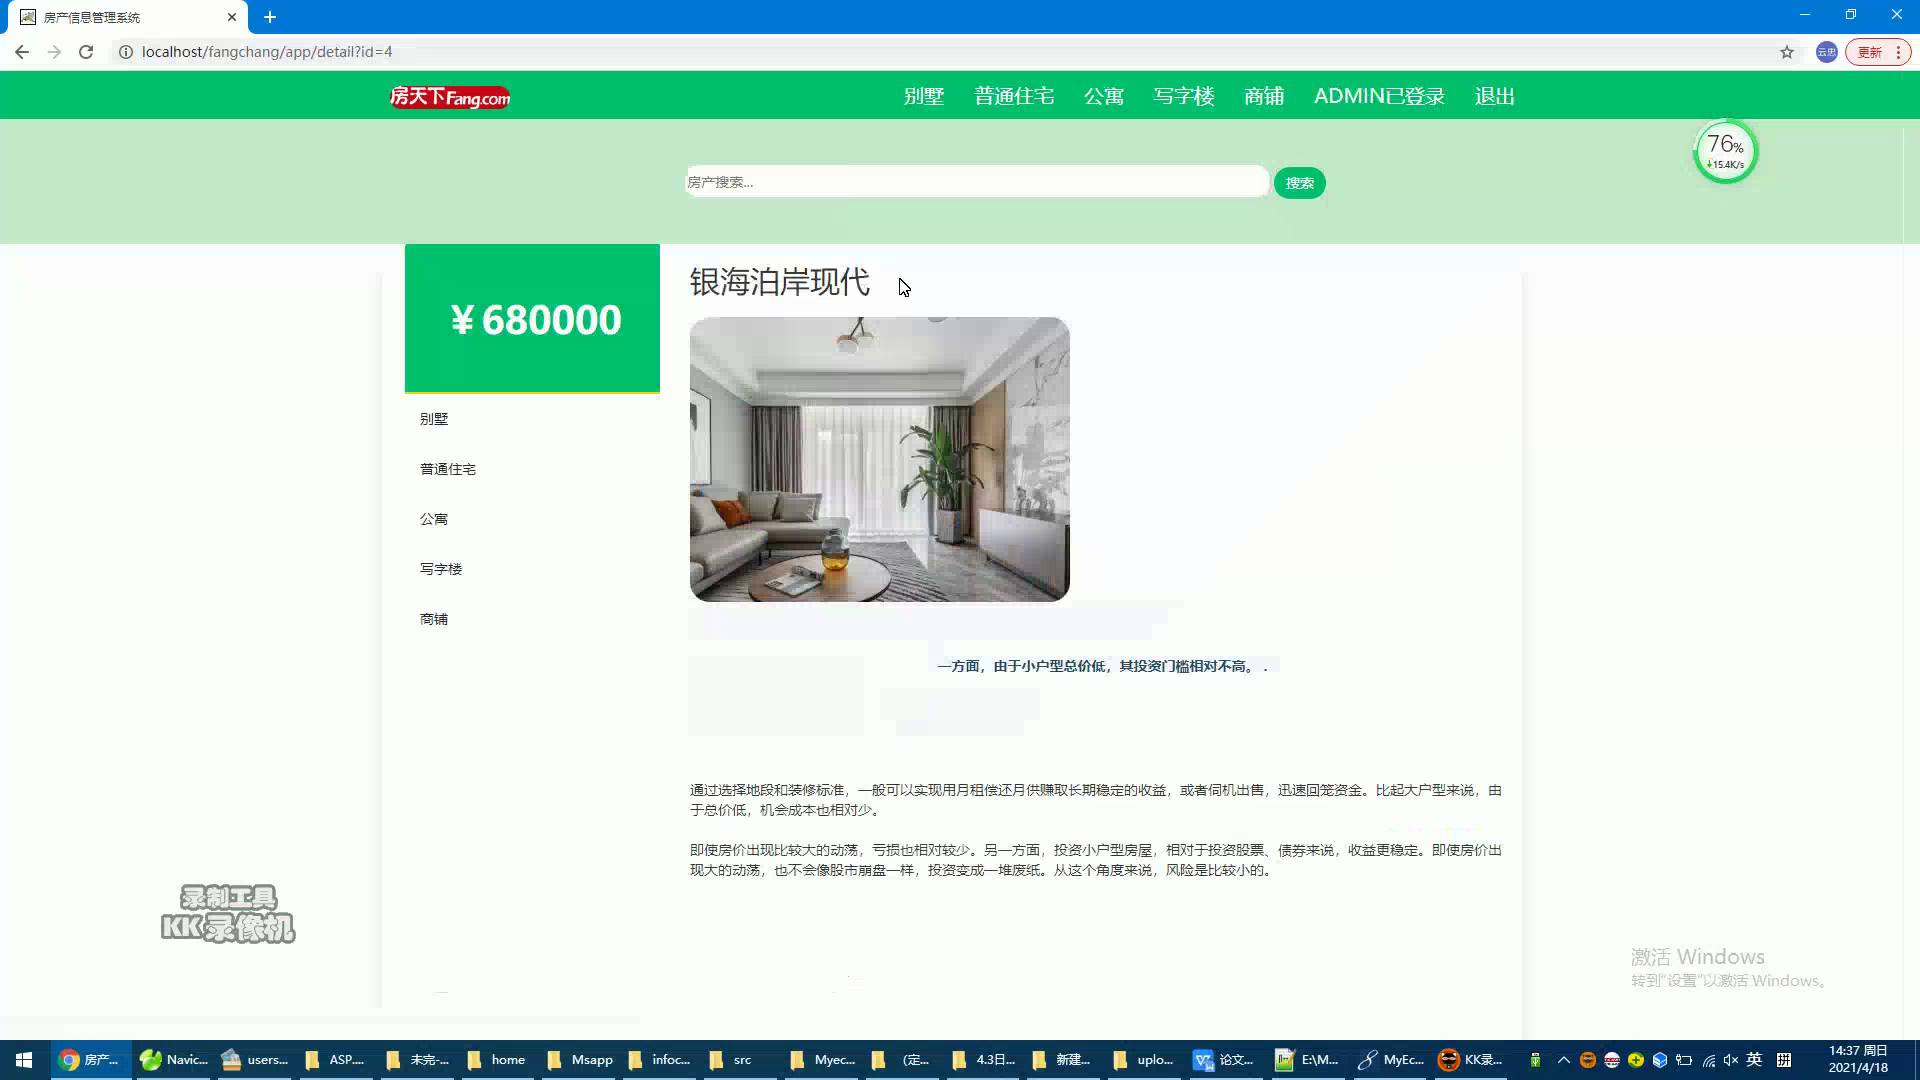 房产信息管理系统
localhost/fangchang/app/detail?id=4
云忠
更新
房天下Fang.com
别墅
普通住宅
公寓
写字楼
商铺
ADMIN已登录
退出
76%
15.4K/s
房产搜索...
搜索
¥680000
别墅
普通住宅
公寓
写字楼
商铺
银海泊岸现代
一方面，由于小户型总价低，其投资门槛相对不高。 .
通过选择地段和装修标准，一般可以实现用月租偿还月供赚取长期稳定的收益，或者伺机出售，迅速回笼资金。比起大户型来说，由
于总价低，机会成本也相对少。
即使房价出现比较大的动荡，亏损也相对较少。另一方面，投资小户型房屋，相对于投资股票、债券来说，收益更稳定。即使房价出
现大的动荡，也不会像股市崩盘一样，投资变成一堆废纸。从这个角度来说，风险是比较小的。
录制工具
KK录像机
激活 Windows
转到"设置"以激活 Windows。
房产...
Navic...
users...
ASP....
未完-...
home
Msapp
infoc...
src
Myec...
(定...
4.3日...
新建...
uplo...
论文...
E:\M...
MyEc...
KK录...
英
拼
14:37 周日
2021/4/18